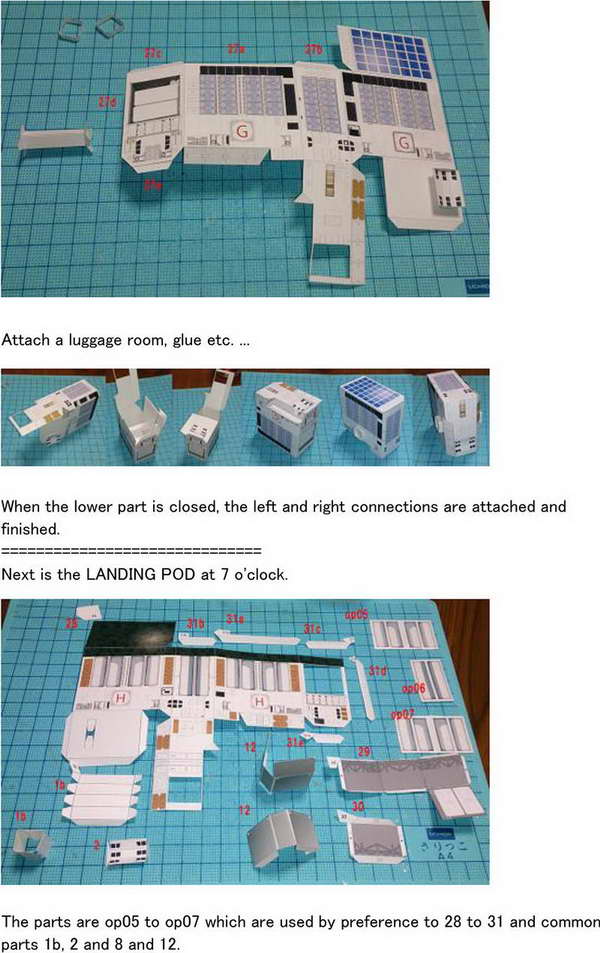 27c
27a
27b
27d
G
G
Attach a luggage room, glue etc. ...
When the lower part is closed, the left and right connections are attached and
finished.
==============================
Next is the LANDING POD at 7 o'clock.
31b
31a
31c
op05
31d
op06
H
H
op07
12
31e
29
1b
12
30
1b
2
きりっこ
A4
The parts are op05 to op07 which are used by preference to 28 to 31 and common
parts 1b, 2 and 8 and 12.